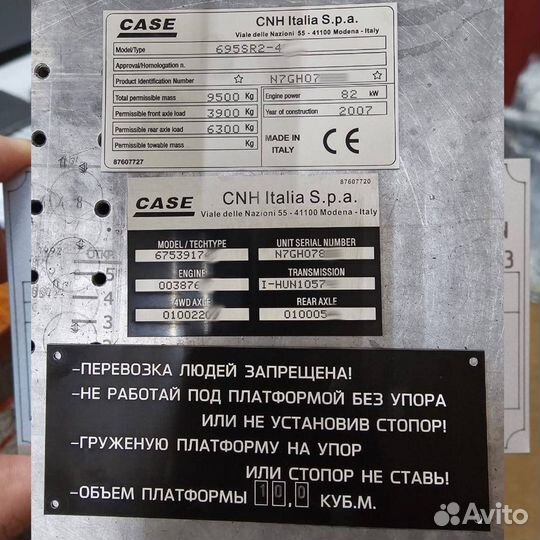 CASE
CNH Italia S.p.a.
Viale delle Nazioni 55 - 41100 Modena - Italy
Model/Type 695SR2-4
Approval/Homologation n.
Product Identification Number ☆ N7GH07 ☆
Total permissible mass 9500 Kg
Engine power 82 kW
Permissible front axle load 3900 Kg
Year of construction 2007
Permissible rear axle load 6300 Kg
Permissible towable mass Kg
MADE IN
ITALY
CE
87607727
87607720
CASE
CNH Italia S.p.a.
Viale delle Nazioni 55 - 41100 Modena - Italy
MODEL / TECHTYPE UNIT SERIAL NUMBER
6753917 N7GH078
ENGINE TRANSMISSION
003876 I-HUN1057
4WD AXLE REAR AXLE
010022 010005
-ПЕРЕВОЗКА ЛЮДЕЙ ЗАПРЕЩЕНА!
-НЕ РАБОТАЙ ПОД ПЛАТФОРМОЙ БЕЗ УПОРА
ИЛИ НЕ УСТАНОВИВ СТОПОР!
-ГРУЖЕНУЮ ПЛАТФОРМУ НА УПОР
ИЛИ СТОПОР НЕ СТАВЬ!
-ОБЪЕМ ПЛАТФОРМЫ 10,0 КУБ.М.
Avito